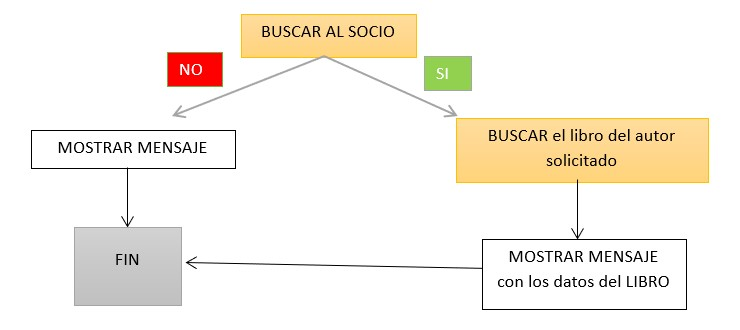 BUSCAR AL SOCIO
NO
SI
MOSTRAR MENSAJE
BUSCAR el libro del autor
solicitado
FIN
MOSTRAR MENSAJE
con los datos del LIBRO